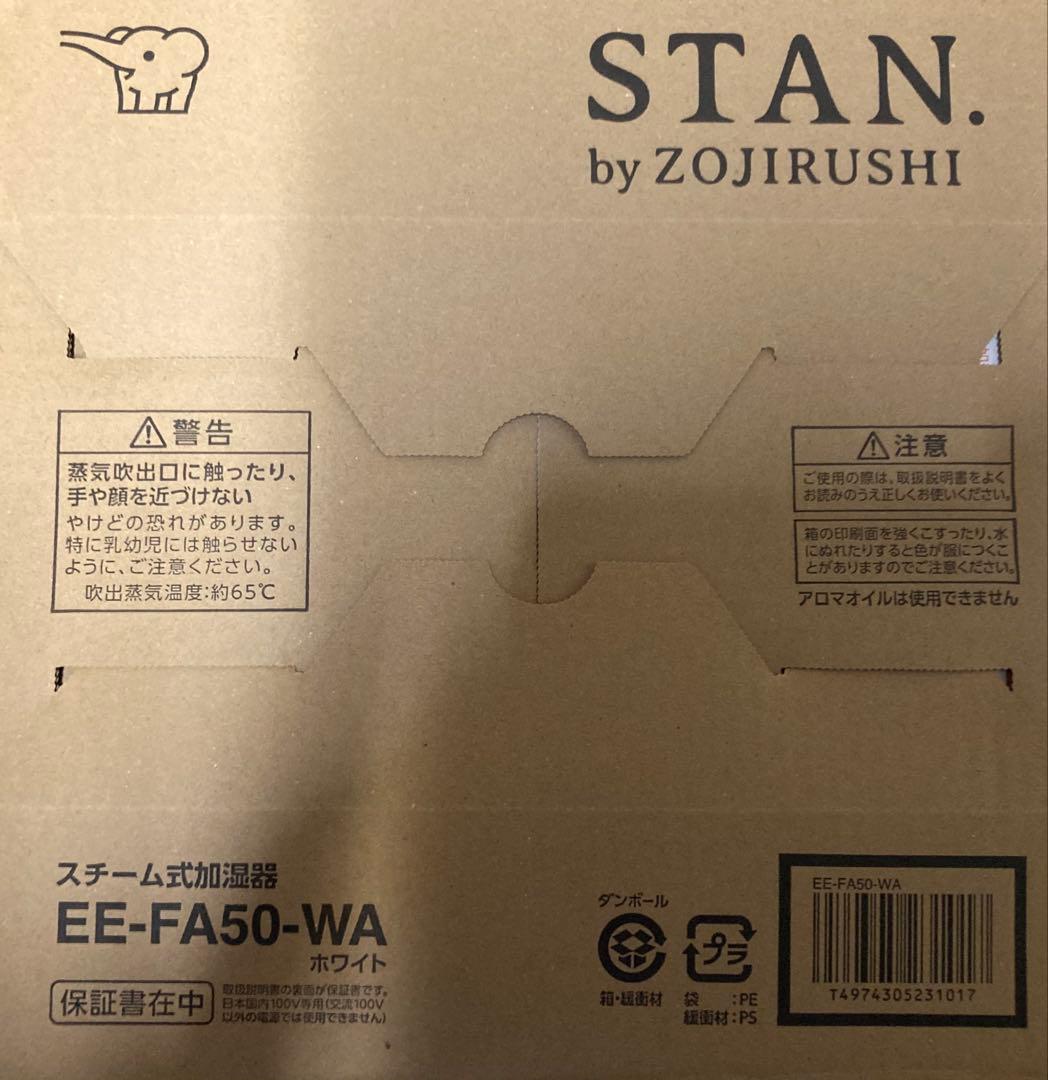 STAN.
by ZOJIRUSHI
警告
蒸気吹出口に触ったり、
手や顔を近づけない
やけどの恐れがあります。
特に乳幼児には触らせない
ように、ご注意ください。
吹出蒸気温度:約65℃
注意
ご使用の際は、取扱説明書をよく
お読みのうえ正しくお使いください。
箱の印刷面を強くこすったり、水
にぬれたりすると色が服につくこ
とがありますのでご注意ください。
アロマオイルは使用できません
スチーム式加湿器
EE-FA50-WA
ホワイト
保証書在中
取扱説明書の裏面が保証書です。
日本国内100V専用(交流100V
以外の電源では使用できません)
ダンボール
箱・緩衝材
プラ
袋 :PE
緩衝材:PS
EE-FA50-WA
T4974305231017